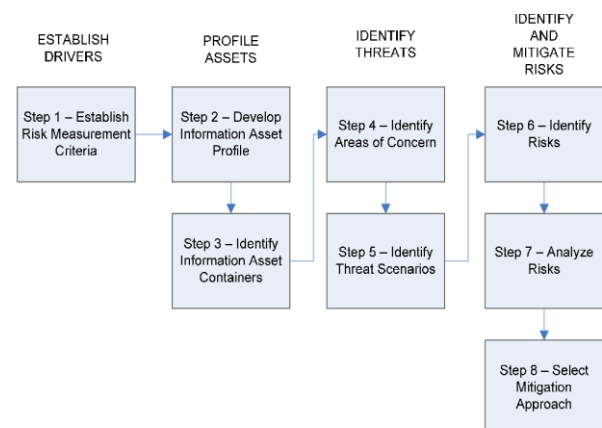 ESTABLISH
DRIVERS
PROFILE
ASSETS
IDENTIFY
THREATS
IDENTIFY
AND
MITIGATE
RISKS
Step 1 – Establish
Risk Measurement
Criteria
Step 2 – Develop
Information Asset
Profile
Step 3 – Identify
Information Asset
Containers
Step 4 – Identify
Areas of Concern
Step 5 – Identify
Threat Scenarios
Step 6 – Identify
Risks
Step 7 – Analyze
Risks
Step 8 – Select
Mitigation
Approach